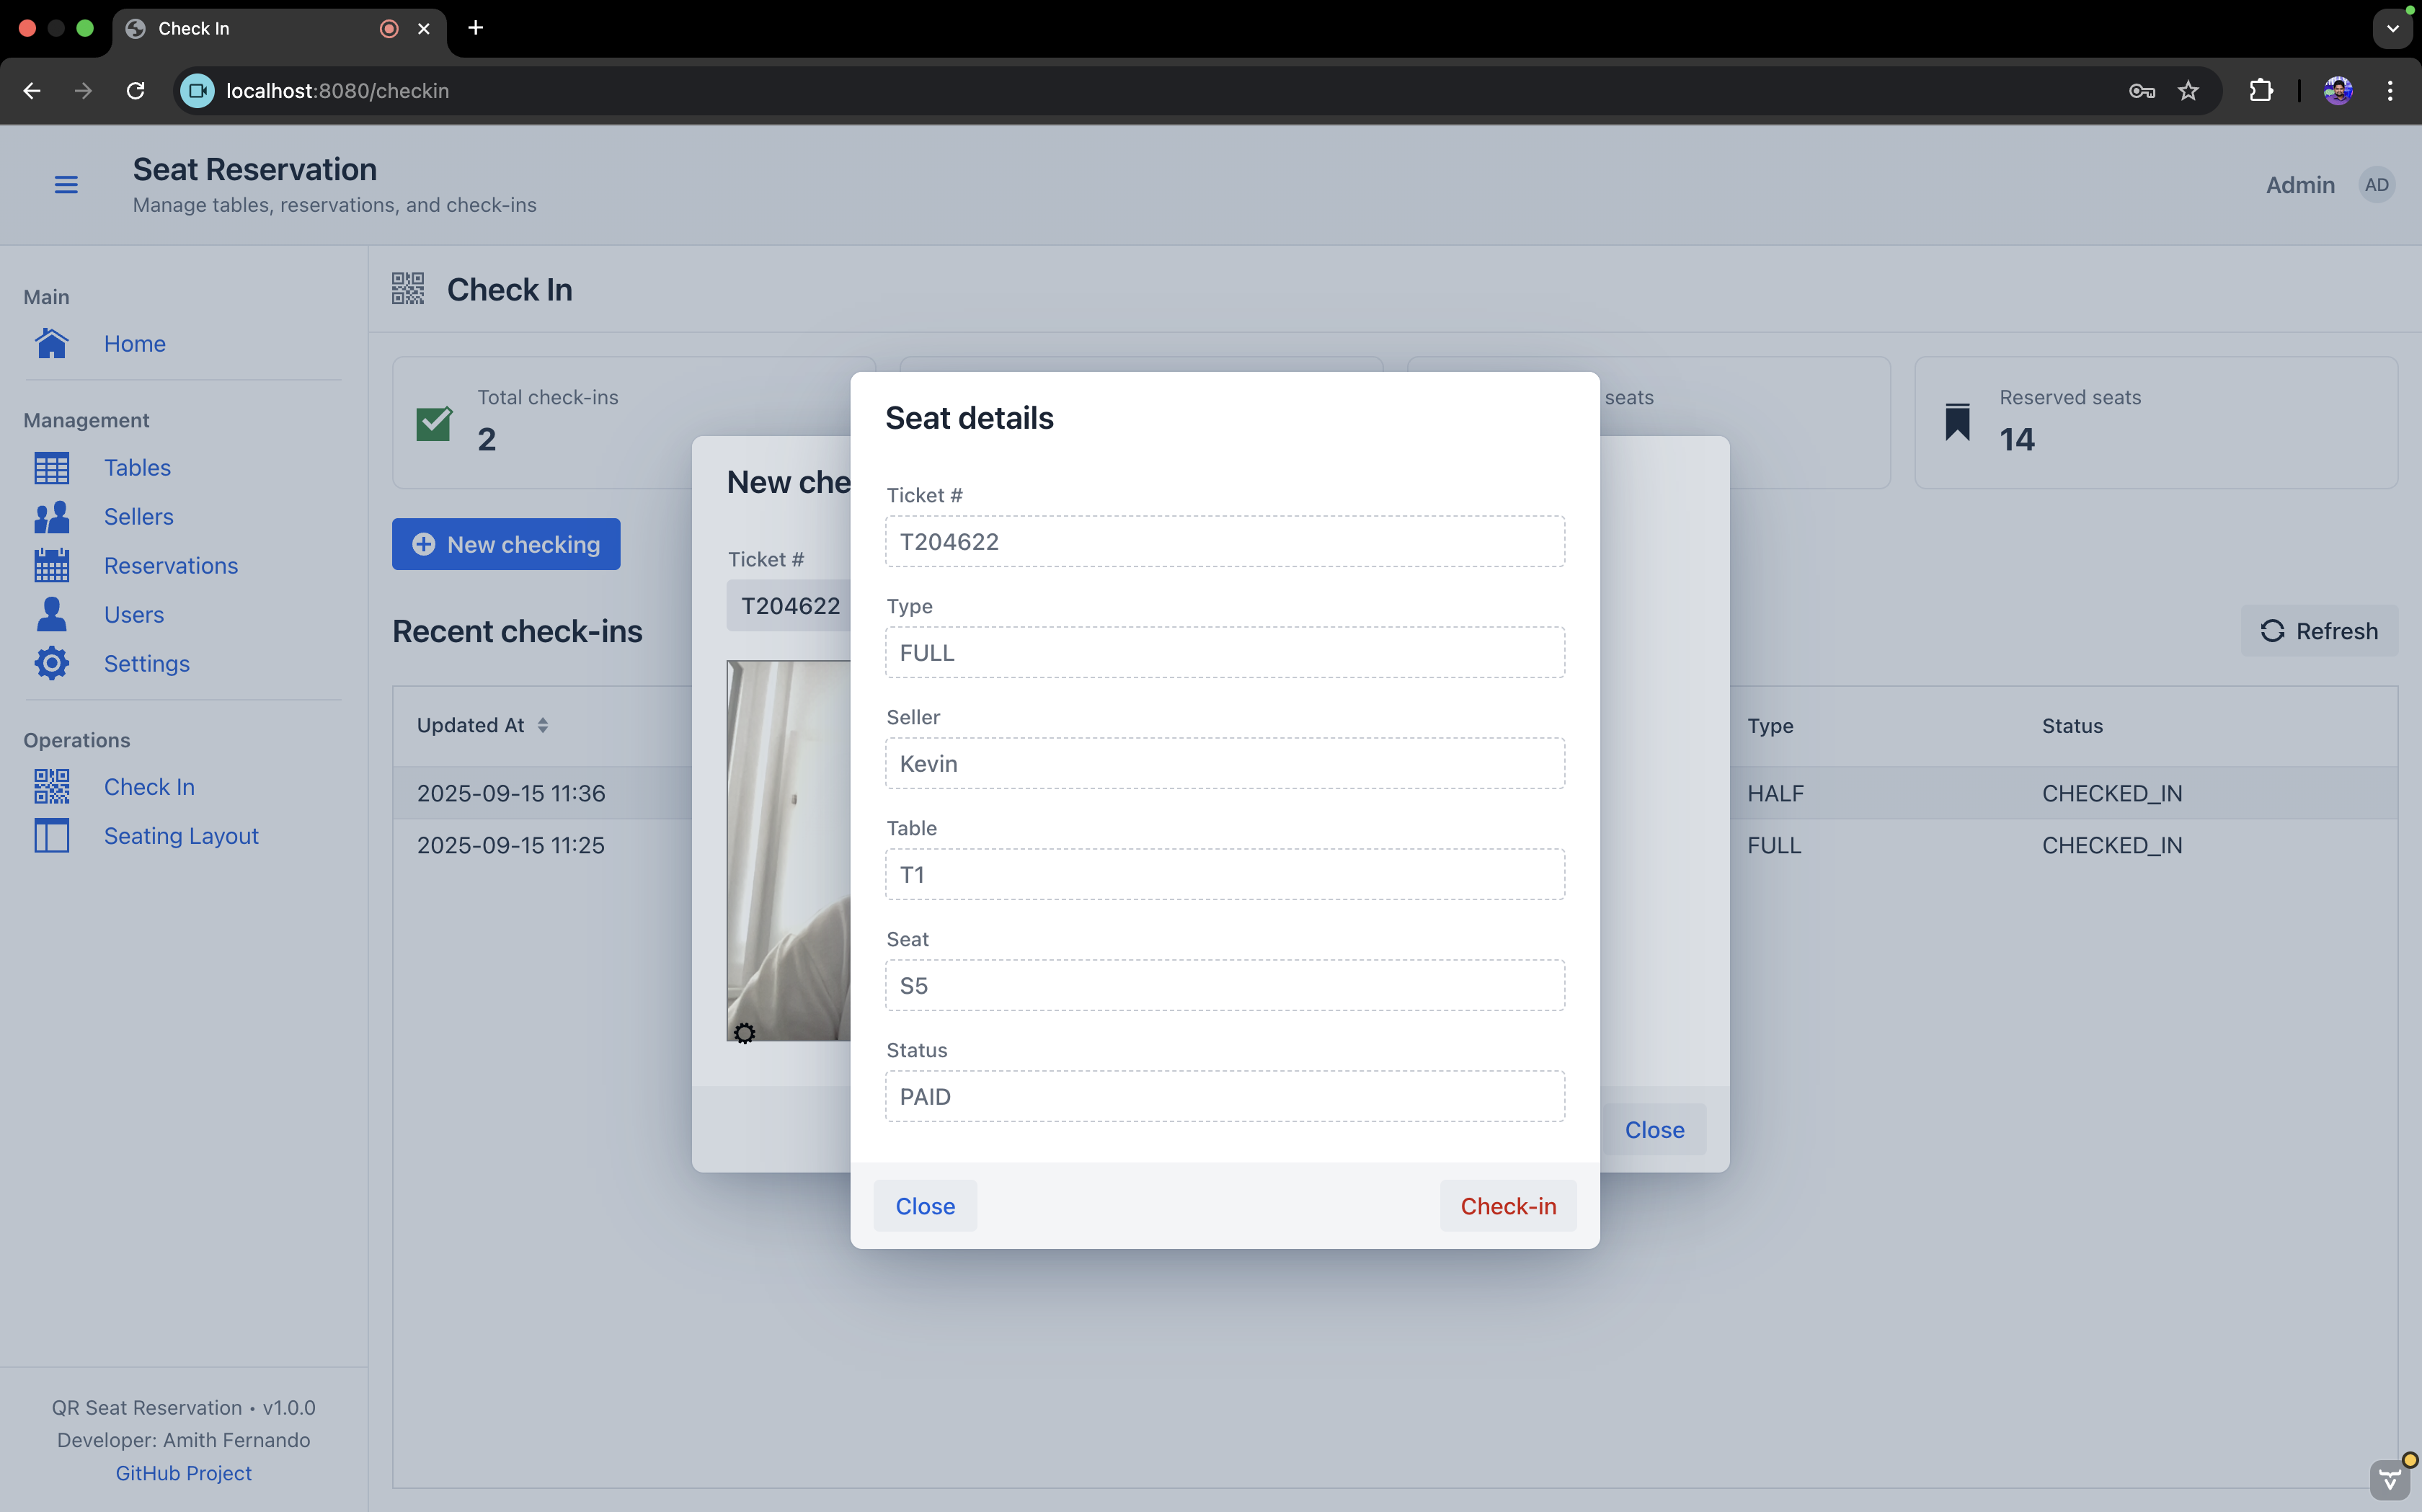 Check In
localhost:8080/checkin
Seat Reservation
Manage tables, reservations, and check-ins
Admin
AD
Main
Home
Management
Tables
Sellers
Reservations
Users
Settings
Operations
Check In
Seating Layout
QR Seat Reservation • v1.0.0
Developer: Amith Fernando
GitHub Project
Check In
Total check-ins
2
seats
Reserved seats
14
New checking
Recent check-ins
Refresh
Updated At
Type
Status
2025-09-15 11:36
HALF
CHECKED_IN
2025-09-15 11:25
FULL
CHECKED_IN
New che
Ticket #
T204622
Close
Seat details
Ticket #
T204622
Type
FULL
Seller
Kevin
Table
T1
Seat
S5
Status
PAID
Close
Check-in